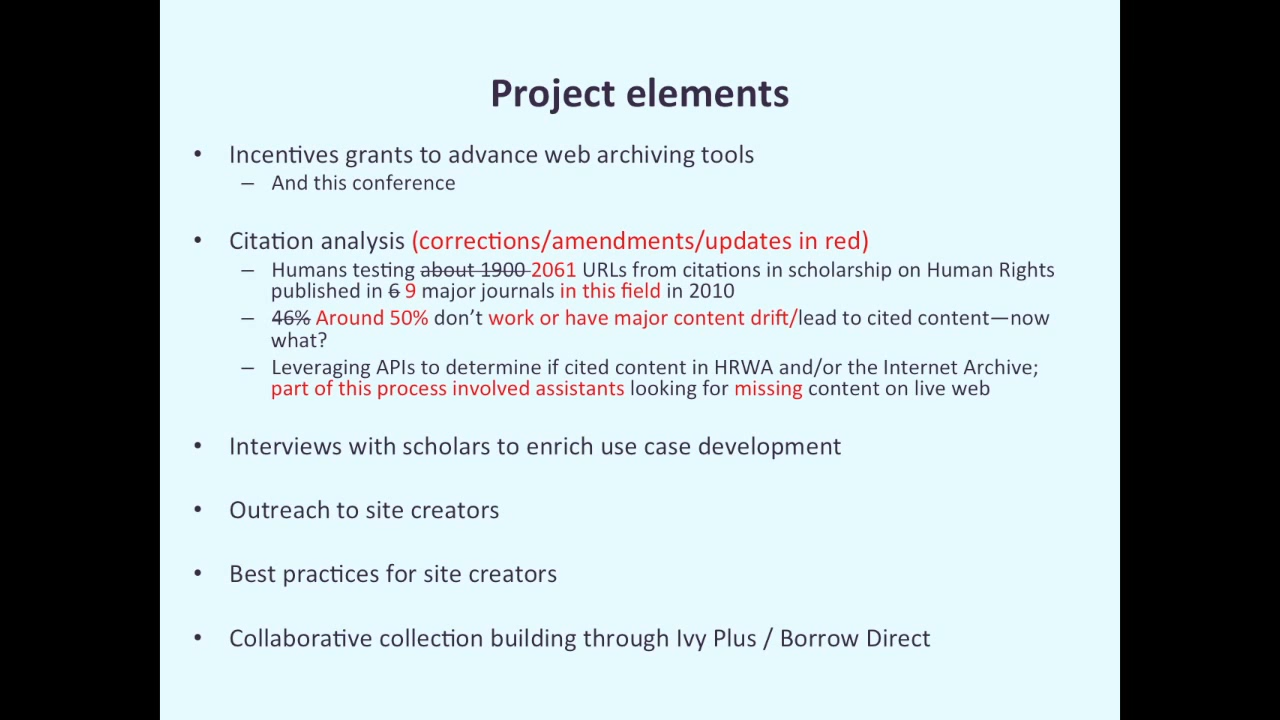 Project elements
• Incentives grants to advance web archiving tools
– And this conference
• Citation analysis (corrections/amendments/updates in red)
– Humans testing about 1900 2061 URLs from citations in scholarship on Human Rights
published in 6 9 major journals in this field in 2010
– 46% Around 50% don’t work or have major content drift/lead to cited content—now
what?
– Leveraging APIs to determine if cited content in HRWA and/or the Internet Archive;
part of this process involved assistants looking for missing content on live web
• Interviews with scholars to enrich use case development
• Outreach to site creators
• Best practices for site creators
• Collaborative collection building through Ivy Plus / Borrow Direct